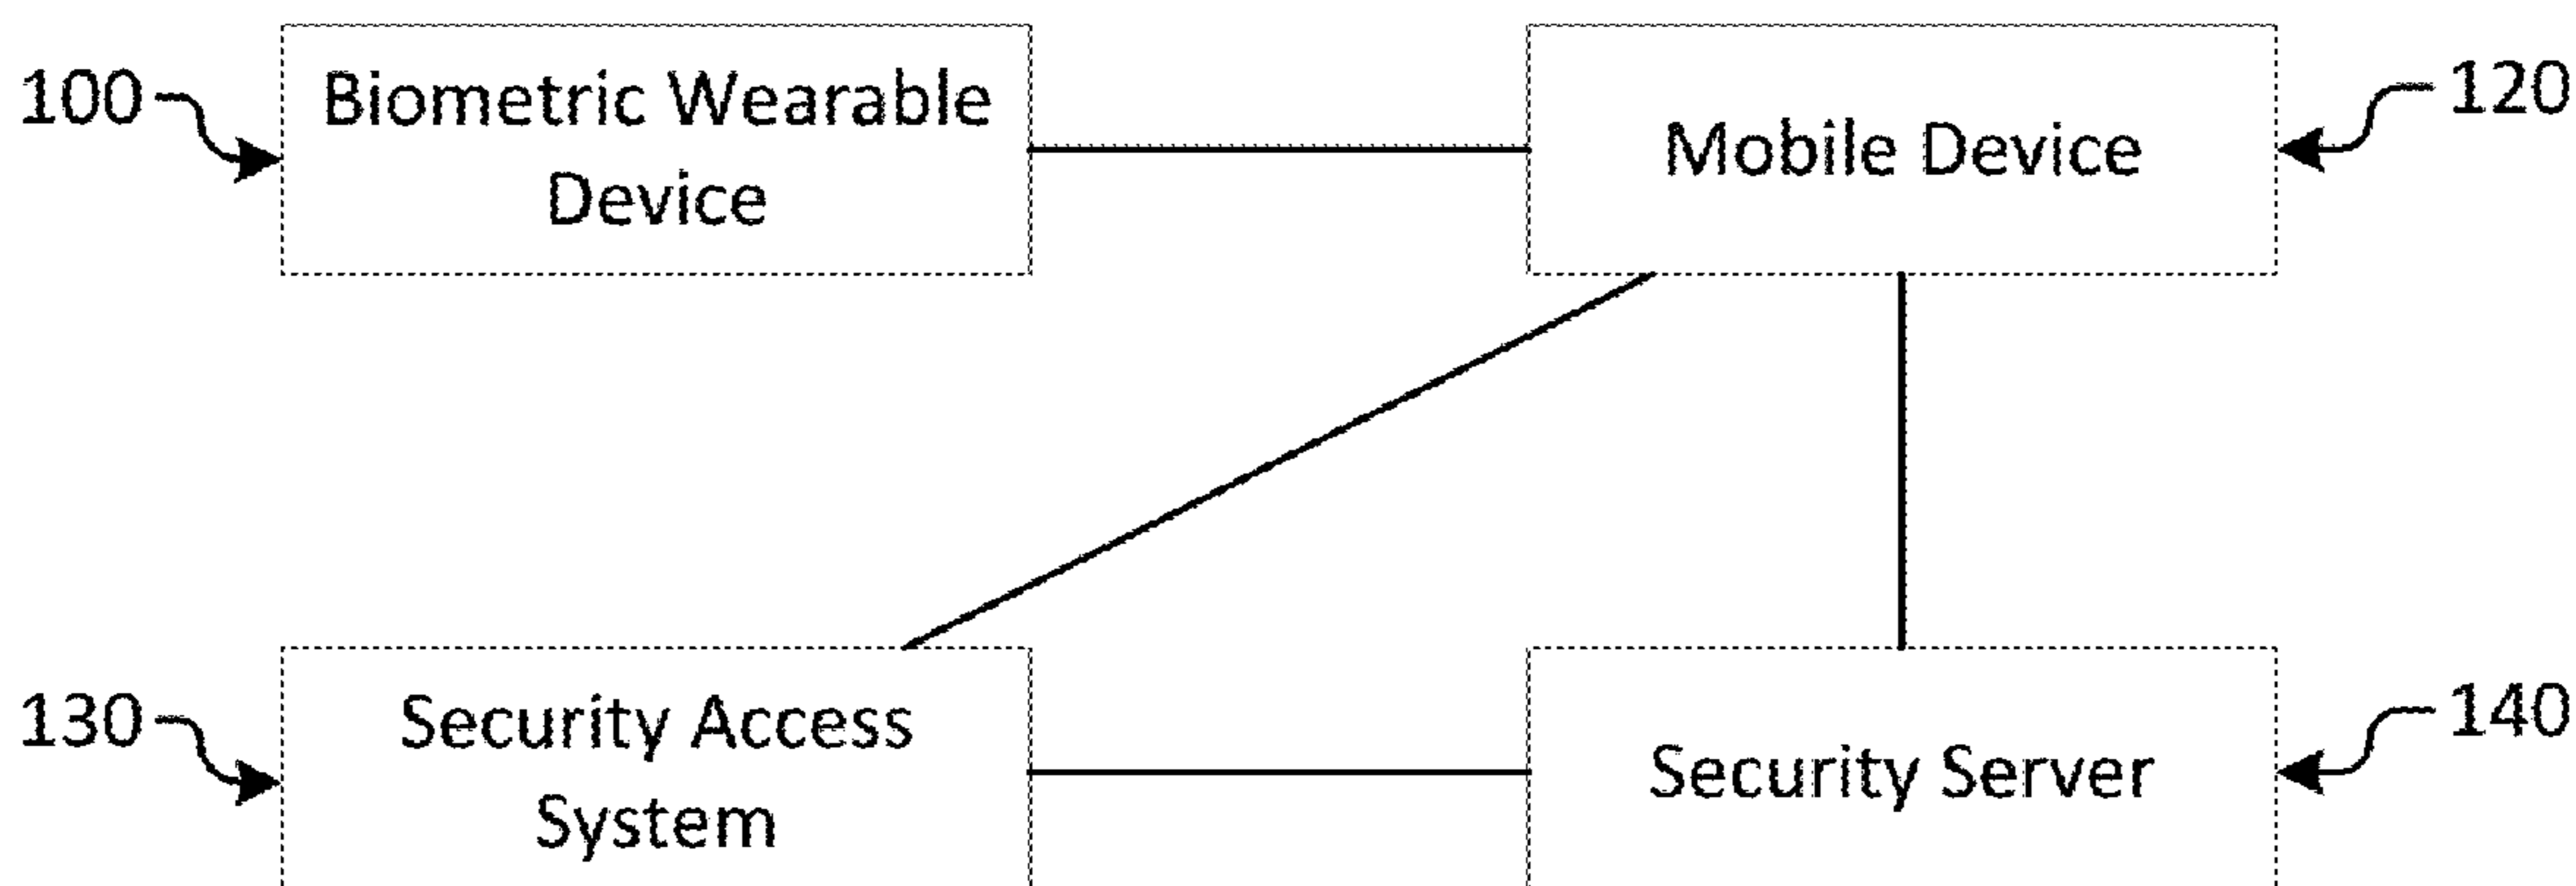 100
Biometric Wearable
Device
Mobile Device
120
130
Security Access
System
Security Server
140